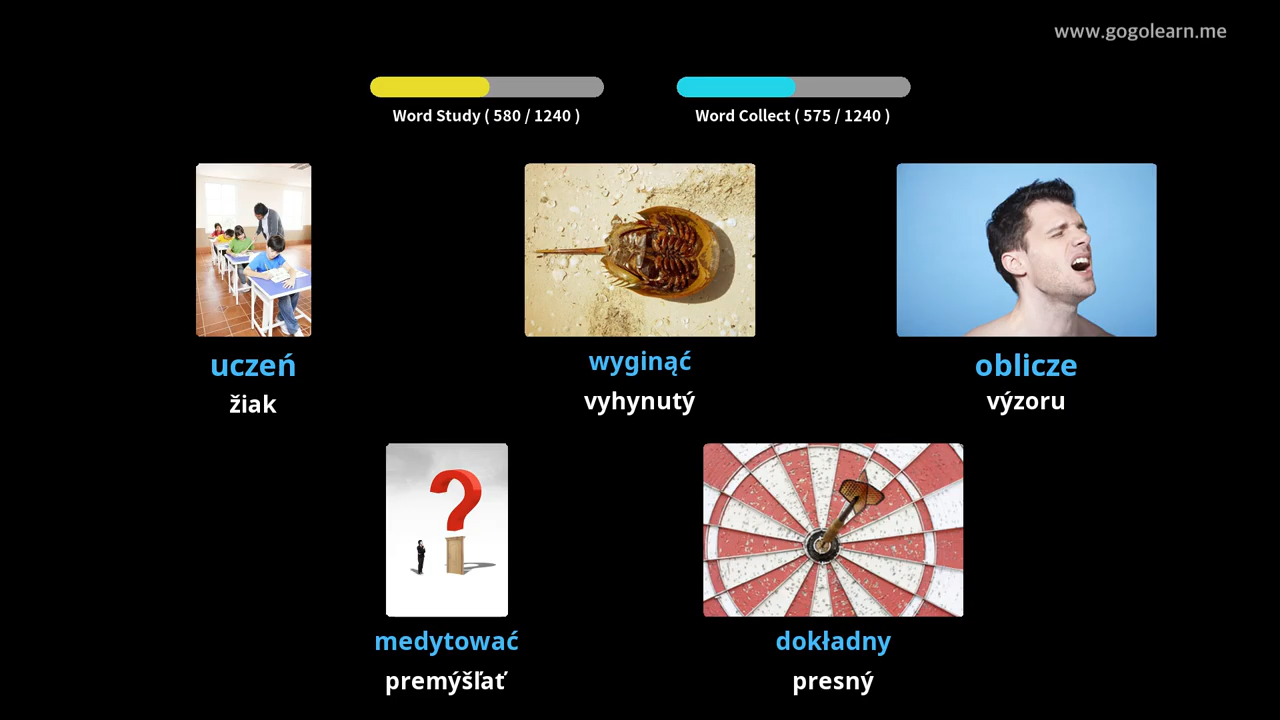 www.gogolearn.me
Word Study ( 580 / 1240 )
Word Collect ( 575 / 1240 )
uczeń
žiak
wyginąć
vyhynutý
oblicze
výzoru
medytować
premýšľať
dokładny
presný